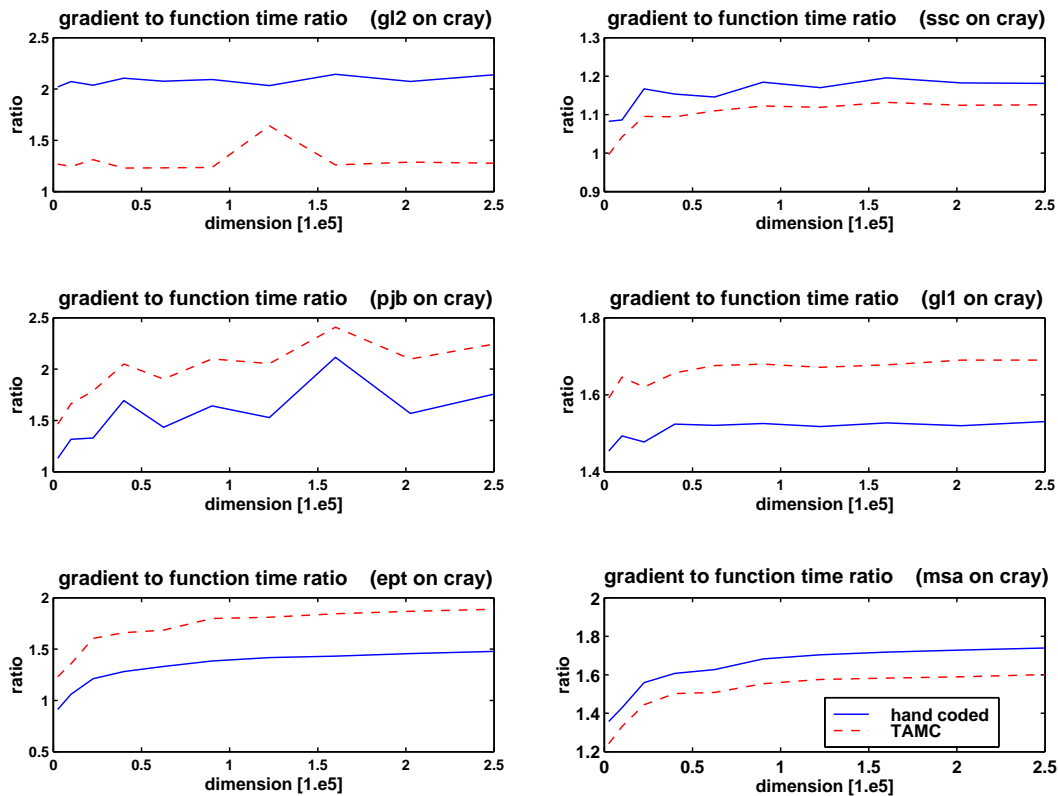 gradient to function time ratio (gl2 on cray)
2.5
2
1.5
1
ratio
0 0.5 1 1.5 2 2.5
dimension [1.e5]
gradient to function time ratio (ssc on cray)
1.3
1.2
1.1
1
0.9
ratio
0 0.5 1 1.5 2 2.5
dimension [1.e5]
gradient to function time ratio (pjb on cray)
2.5
2
1.5
1
ratio
0 0.5 1 1.5 2 2.5
dimension [1.e5]
gradient to function time ratio (gl1 on cray)
1.8
1.6
1.4
ratio
0 0.5 1 1.5 2 2.5
dimension [1.e5]
gradient to function time ratio (ept on cray)
2
1.5
1
0.5
ratio
0 0.5 1 1.5 2 2.5
dimension [1.e5]
gradient to function time ratio (msa on cray)
2
1.8
1.6
1.4
1.2
ratio
hand coded
TAMC
0 0.5 1 1.5 2 2.5
dimension [1.e5]